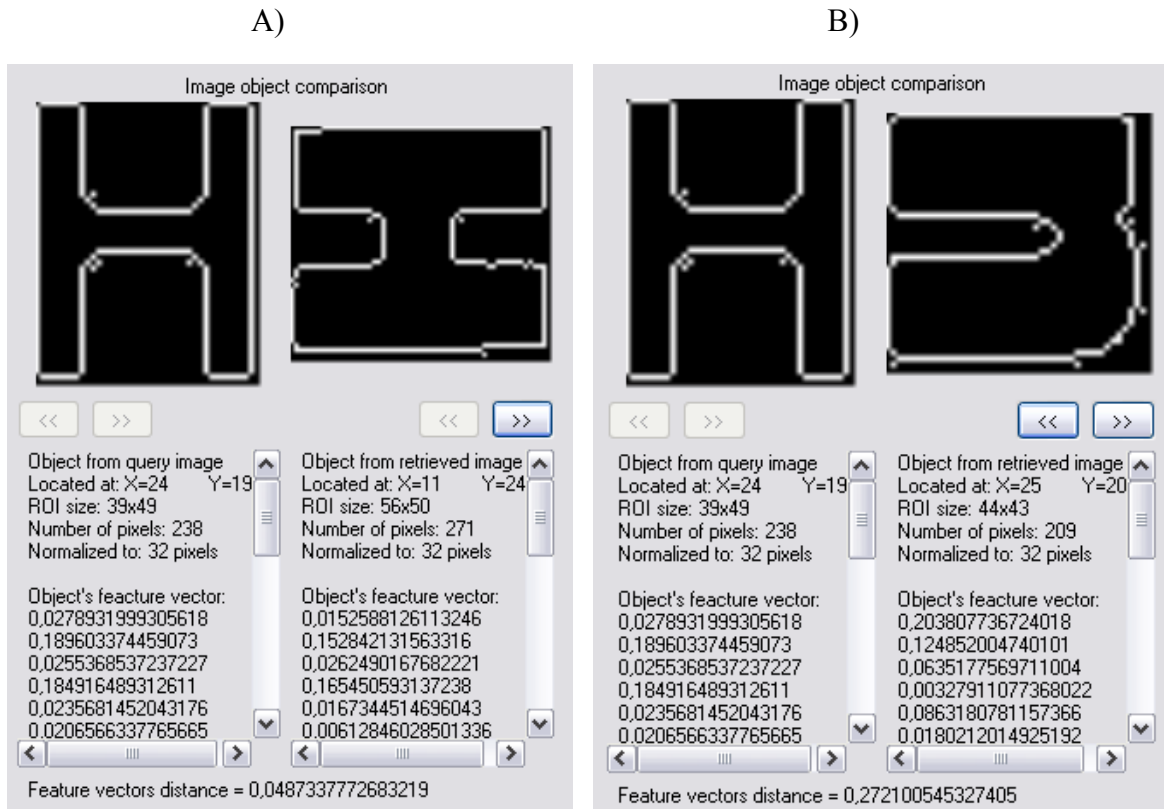 A)
B)
Image object comparison
<< >> << >>
Object from query image
Located at: X=24 Y=19
ROI size: 39x49
Number of pixels: 238
Normalized to: 32 pixels
Object's feacture vector:
0,0278931999305618
0,189603374459073
0,0255368537237227
0,184916489312611
0,0235681452043176
0,0206566337765665
Object from retrieved image
Located at: X=11 Y=24
ROI size: 56x50
Number of pixels: 271
Normalized to: 32 pixels
Object's feacture vector:
0,0152588126113246
0,152842131563316
0,0262490167682221
0,165450593137238
0,0167344514696043
0,00612846028501336
Feature vectors distance = 0,0487337772683219
Image object comparison
<< >> << >>
Object from query image
Located at: X=24 Y=19
ROI size: 39x49
Number of pixels: 238
Normalized to: 32 pixels
Object's feacture vector:
0,0278931999305618
0,189603374459073
0,0255368537237227
0,184916489312611
0,0235681452043176
0,0206566337765665
Object from retrieved image
Located at: X=25 Y=20
ROI size: 44x43
Number of pixels: 209
Normalized to: 32 pixels
Object's feacture vector:
0,203807736724018
0,124852004740101
0,0635177569711004
0,00327911077368022
0,0863180781157366
0,0180212014925192
Feature vectors distance = 0,272100545327405